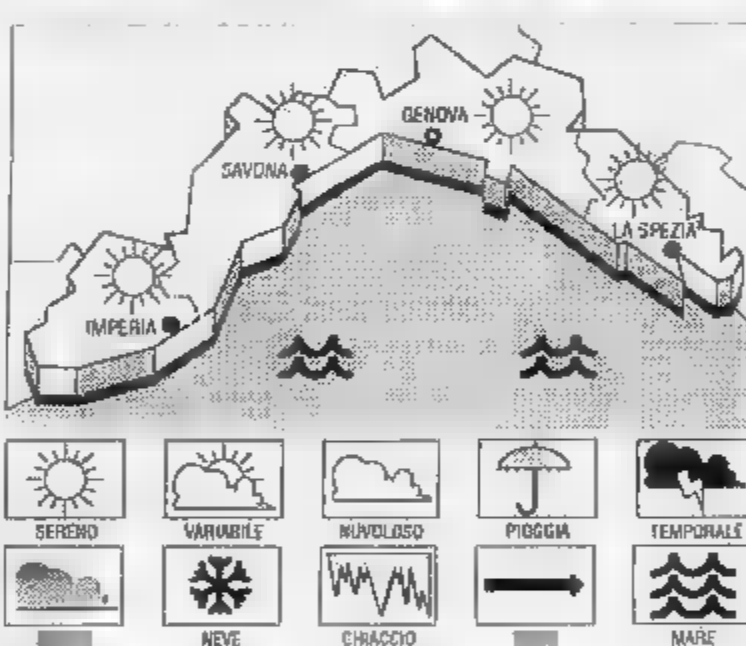 GENOVA
SAVONA
LA SPEZIA
IMPERIA
SERENO VARIABILE NUVOLOSO PIOGGIA TEMPORALE
NEVE GHIACCIO MARE